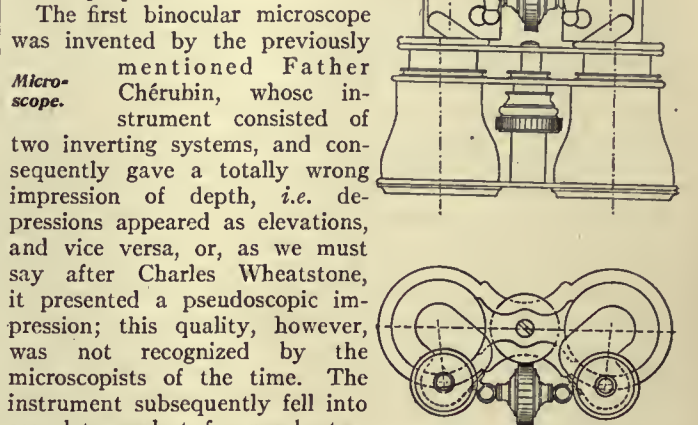 The first binocular microscope
was invented by the previously
Micro-
scope.
mentioned Father
Chérubin, whose in-
strument consisted of
two inverting systems, and con-
sequently gave a totally wrong
impression of depth, i.e. de-
pressions appeared as elevations,
and vice versa, or, as we must
say after Charles Wheatstone,
it presented a pseudoscopic im-
pression; this quality, however,
was not recognized by the
microscopists of the time. The
instrument subsequently fell into